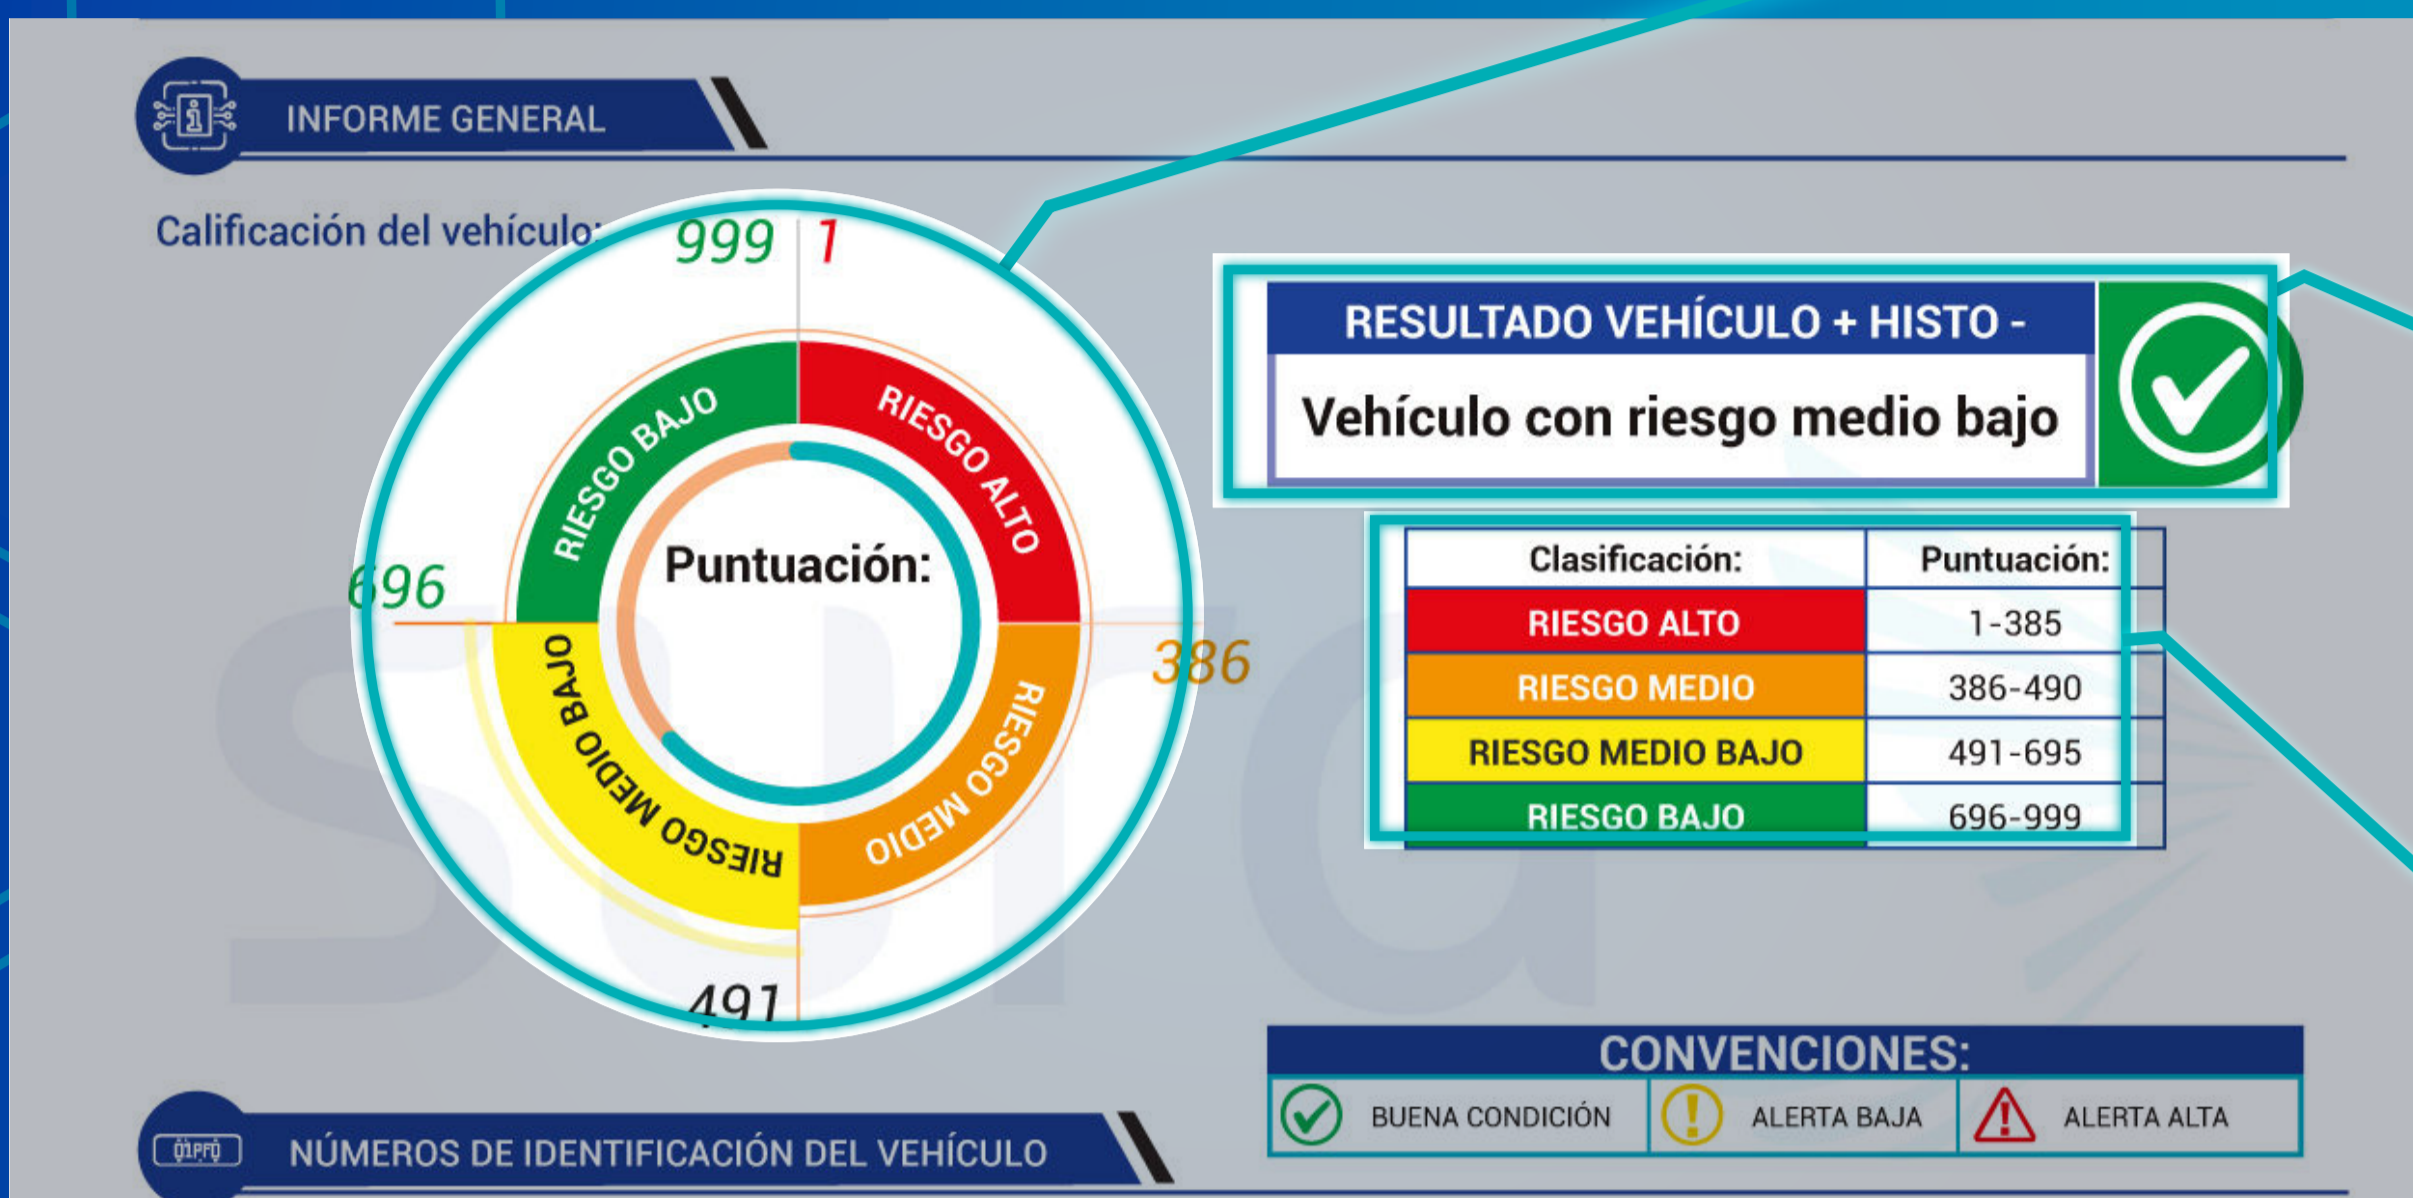 INFORME GENERAL
Calificación del vehículo:
999
1
RIESGO BAJO
RIESGO ALTO
Puntuación:
696
386
RIESGO MEDIO BAJO
RIESGO MEDIO
491
RESULTADO VEHÍCULO + HISTO -
Vehículo con riesgo medio bajo
Clasificación: Puntuación:
RIESGO ALTO 1-385
RIESGO MEDIO 386-490
RIESGO MEDIO BAJO 491-695
RIESGO BAJO 696-999
sura
CONVENCIONES:
BUENA CONDICIÓN ALERTA BAJA ALERTA ALTA
NÚMEROS DE IDENTIFICACIÓN DEL VEHÍCULO